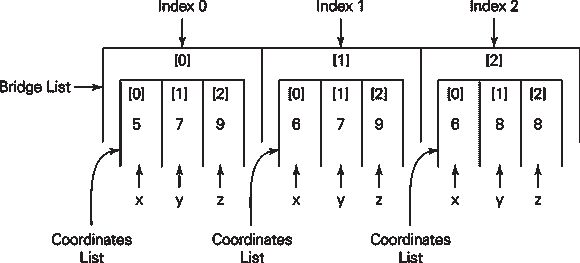 Index 0 Index 1 Index 2
[0] [1] [2]
Bridge List
[0] [1] [2] [0] [1] [2] [0] [1] [2]
5 7 9 6 7 9 6 8 8
x y z x y z x y z
Coordinates Coordinates Coordinates
List List List